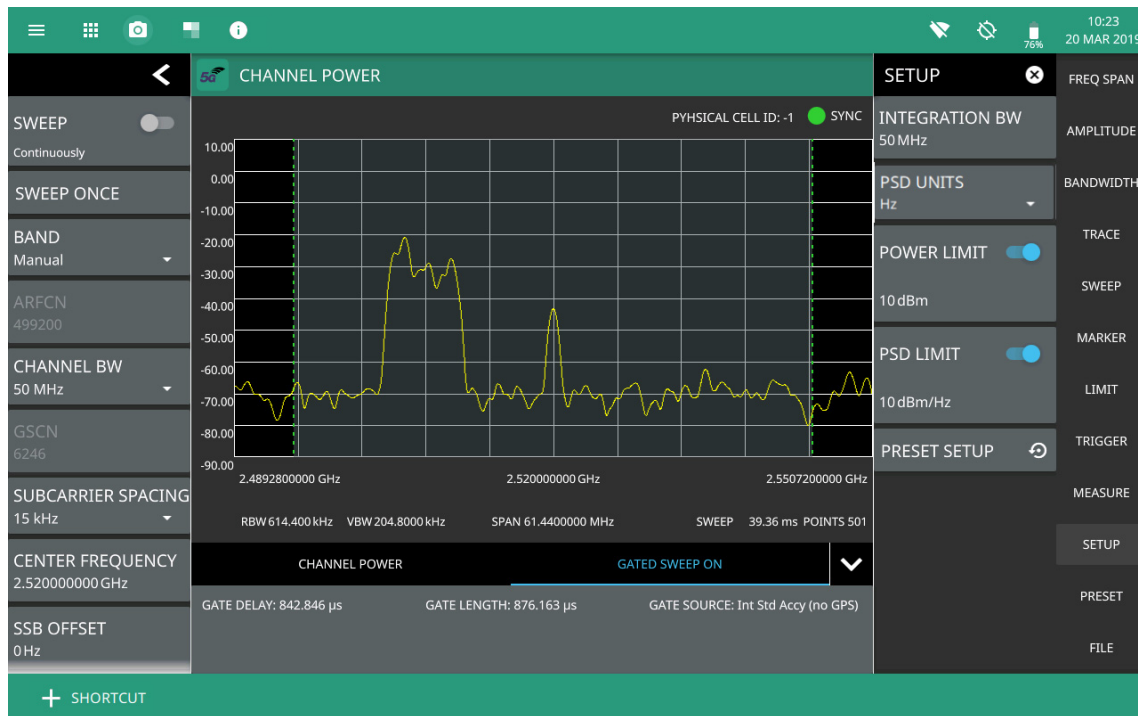 76%
10:23
20 MAR 2019
SWEEP
Continuously
SWEEP ONCE
BAND
Manual
ARFCN
499200
CHANNEL BW
50 MHz
GSCN
6246
SUBCARRIER SPACING
15 kHz
CENTER FREQUENCY
2.520000000 GHz
SSB OFFSET
0 Hz
5G CHANNEL POWER
PYHSICAL CELL ID: -1 SYNC
10.00
0.00
-10.00
-20.00
-30.00
-40.00
-50.00
-60.00
-70.00
-80.00
-90.00
2.4892800000 GHz 2.520000000 GHz 2.5507200000 GHz
RBW 614.400 kHz VBW 204.8000 kHz SPAN 61.4400000 MHz SWEEP 39.36 ms POINTS 501
CHANNEL POWER GATED SWEEP ON
GATE DELAY: 842.846 µs GATE LENGTH: 876.163 µs GATE SOURCE: Int Std Accy (no GPS)
SETUP
INTEGRATION BW
50 MHz
PSD UNITS
Hz
POWER LIMIT
10 dBm
PSD LIMIT
10 dBm/Hz
PRESET SETUP
FREQ SPAN
AMPLITUDE
BANDWIDTH
TRACE
SWEEP
MARKER
LIMIT
TRIGGER
MEASURE
SETUP
PRESET
FILE
SHORTCUT